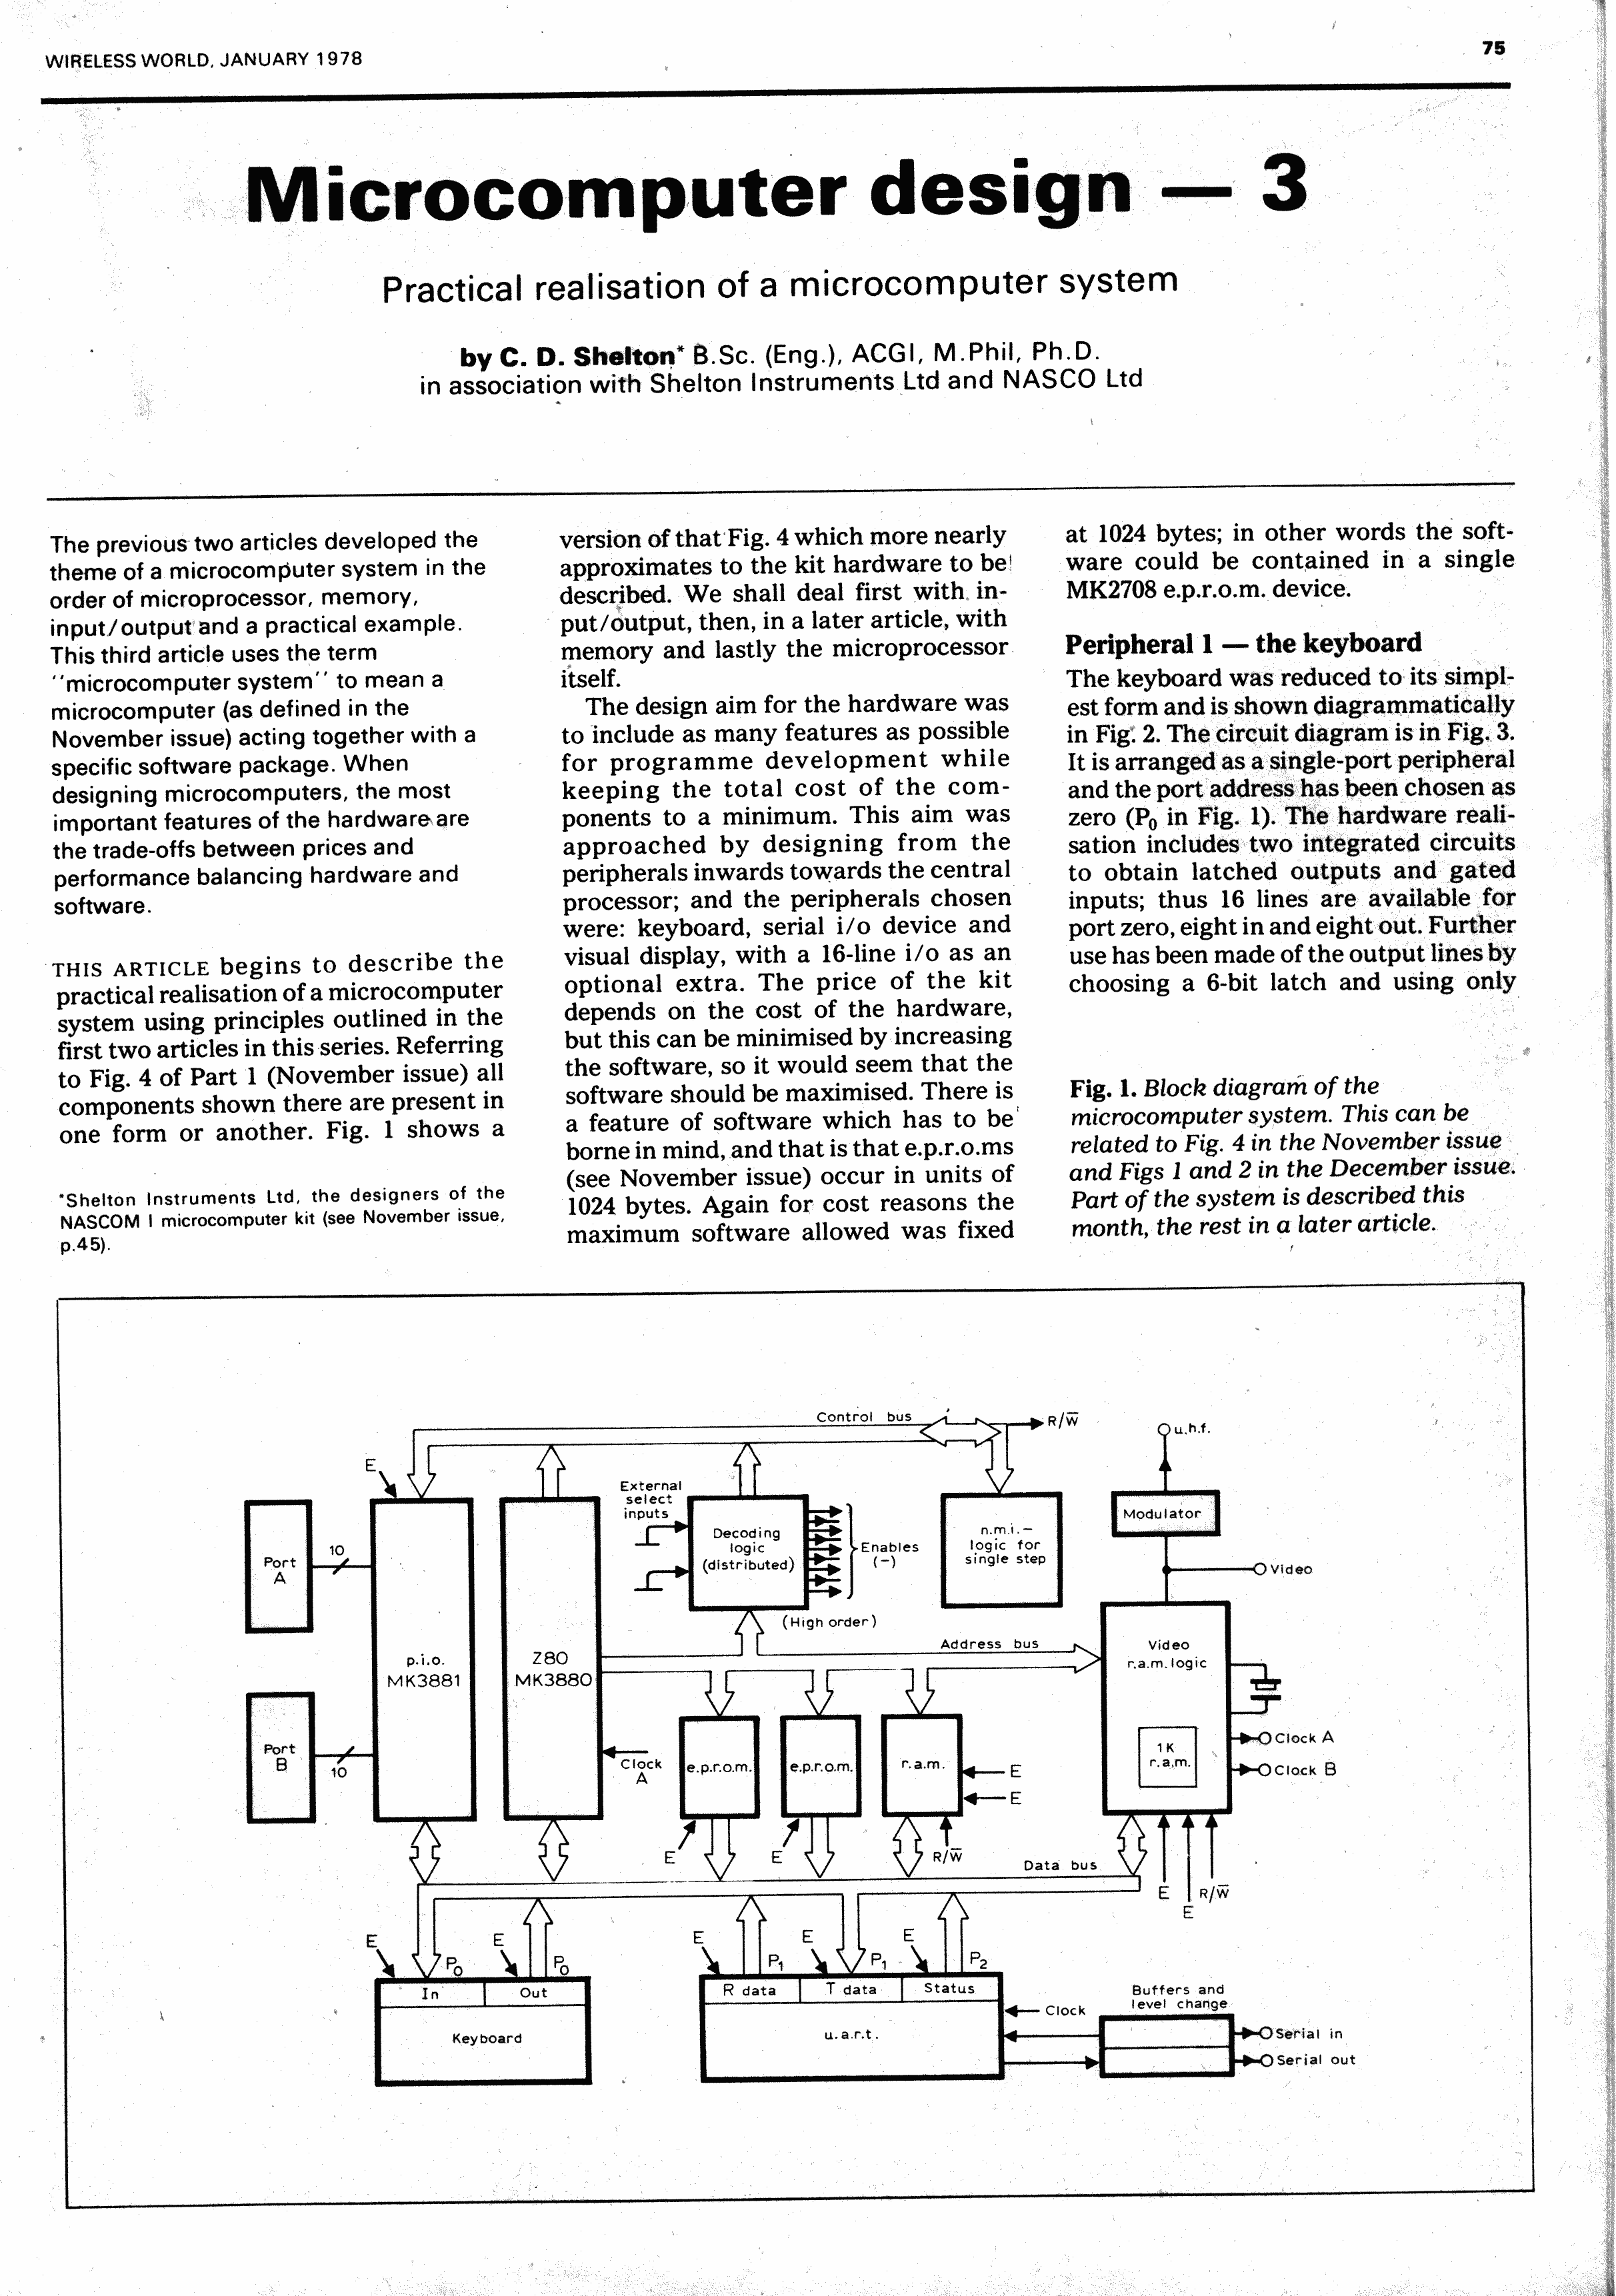 WIRELESS WORLD, JANUARY 1978
75
Microcomputer design — 3
Practical realisation of a microcomputer system
by C. D. Shelton* B.Sc. (Eng.), ACGI, M.Phil, Ph.D.
in association with Shelton Instruments Ltd and NASCO Ltd
The previous two articles developed the
theme of a microcomputer system in the
order of microprocessor, memory,
input/output and a practical example.
This third article uses the term
''microcomputer system'' to mean a
microcomputer (as defined in the
November issue) acting together with a
specific software package. When
designing microcomputers, the most
important features of the hardware are
the trade-offs between prices and
performance balancing hardware and
software.
THIS ARTICLE begins to describe the
practical realisation of a microcomputer
system using principles outlined in the
first two articles in this series. Referring
to Fig. 4 of Part 1 (November issue) all
components shown there are present in
one form or another. Fig. 1 shows a
*Shelton Instruments Ltd, the designers of the
NASCOM I microcomputer kit (see November issue,
p.45).
version of that Fig. 4 which more nearly
approximates to the kit hardware to be
described. We shall deal first with in-
put/output, then, in a later article, with
memory and lastly the microprocessor
itself.
The design aim for the hardware was
to include as many features as possible
for programme development while
keeping the total cost of the com-
ponents to a minimum. This aim was
approached by designing from the
peripherals inwards towards the central
processor; and the peripherals chosen
were: keyboard, serial i/o device and
visual display, with a 16-line i/o as an
optional extra. The price of the kit
depends on the cost of the hardware,
but this can be minimised by increasing
the software, so it would seem that the
software should be maximised. There is
a feature of software which has to be
borne in mind, and that is that e.p.r.o.ms
(see November issue) occur in units of
1024 bytes. Again for cost reasons the
maximum software allowed was fixed
at 1024 bytes; in other words the soft-
ware could be contained in a single
MK2708 e.p.r.o.m. device.
Peripheral 1 — the keyboard
The keyboard was reduced to its simpl-
est form and is shown diagrammatically
in Fig. 2. The circuit diagram is in Fig. 3.
It is arranged as a single-port peripheral
and the port address has been chosen as
zero (P0 in Fig. 1). The hardware reali-
sation includes two integrated circuits
to obtain latched outputs and gated
inputs; thus 16 lines are available for
port zero, eight in and eight out. Further
use has been made of the output lines by
choosing a 6-bit latch and using only
Fig. 1. Block diagram of the
microcomputer system. This can be
related to Fig. 4 in the November issue
and Figs 1 and 2 in the December issue.
Part of the system is described this
month, the rest in a later article.
Control bus
R/W̅
u.h.f.
E
External
select
inputs
Decoding
logic
(distributed)
Enables
(–)
n.m.i.–
logic for
single step
Modulator
Port
A
10
Video
(High order)
p.i.o.
MK3881
Z80
MK3880
Address bus
Video
r.a.m. logic
Port
B
10
Clock
A
e.p.r.o.m.
e.p.r.o.m.
r.a.m.
E
E
1K
r.a.m.
Clock A
Clock B
E
E
R/W̅
Data bus
E
E
R/W̅
E
P0
E
P0
E
P1
E
P1
E
P2
In
Out
Keyboard
R data
T data
Status
u.a.r.t.
Clock
Buffers and
level change
Serial in
Serial out